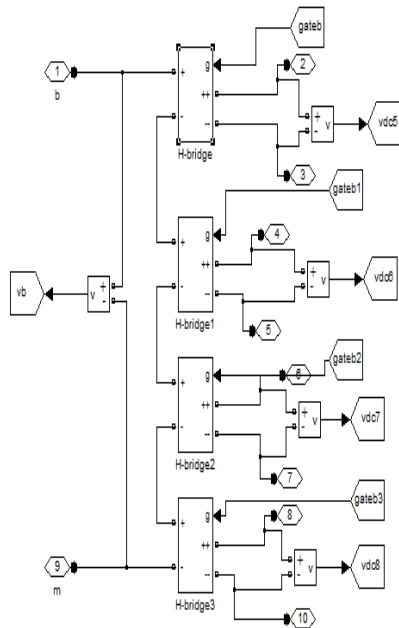 gateb
1
b
+
g
2
++
-
--
+
-
v
vdc5
H-bridge
3
gateb1
+
g
4
++
-
--
+
-
v
vdc6
H-bridge1
5
vb
v
+
-
gateb2
+
g
6
++
-
--
+
-
v
vdc7
H-bridge2
7
gateb3
+
g
8
++
9
m
-
--
+
-
v
vdc8
H-bridge3
10